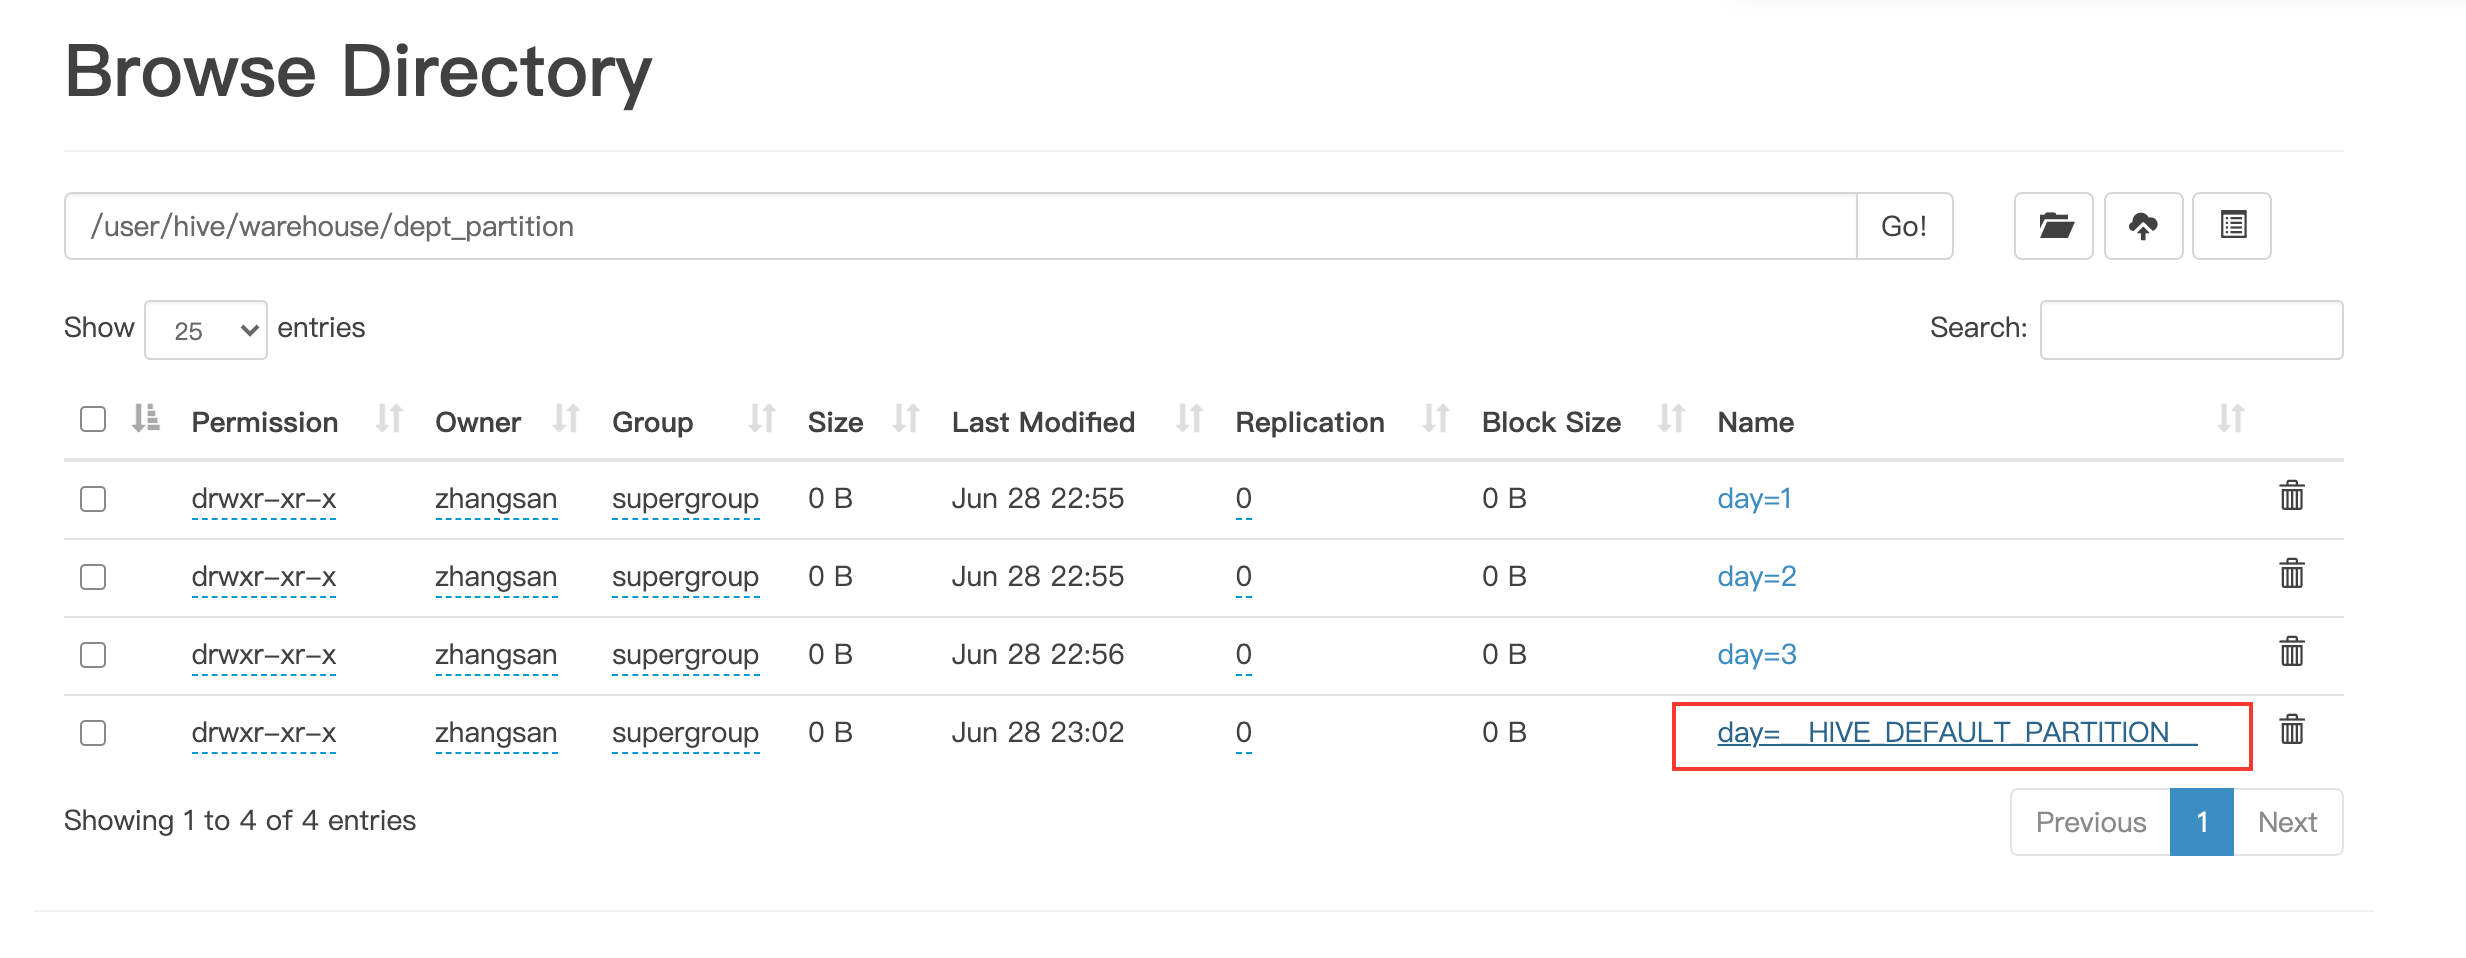 Browse Directory
/user/hive/warehouse/dept_partition Go!
Show 25 entries Search:
Permission Owner Group Size Last Modified Replication Block Size Name
drwxr-xr-x zhangsan supergroup 0 B Jun 28 22:55 0 0 B day=1
drwxr-xr-x zhangsan supergroup 0 B Jun 28 22:55 0 0 B day=2
drwxr-xr-x zhangsan supergroup 0 B Jun 28 22:56 0 0 B day=3
drwxr-xr-x zhangsan supergroup 0 B Jun 28 23:02 0 0 B day=__HIVE_DEFAULT_PARTITION__
Showing 1 to 4 of 4 entries Previous 1 Next